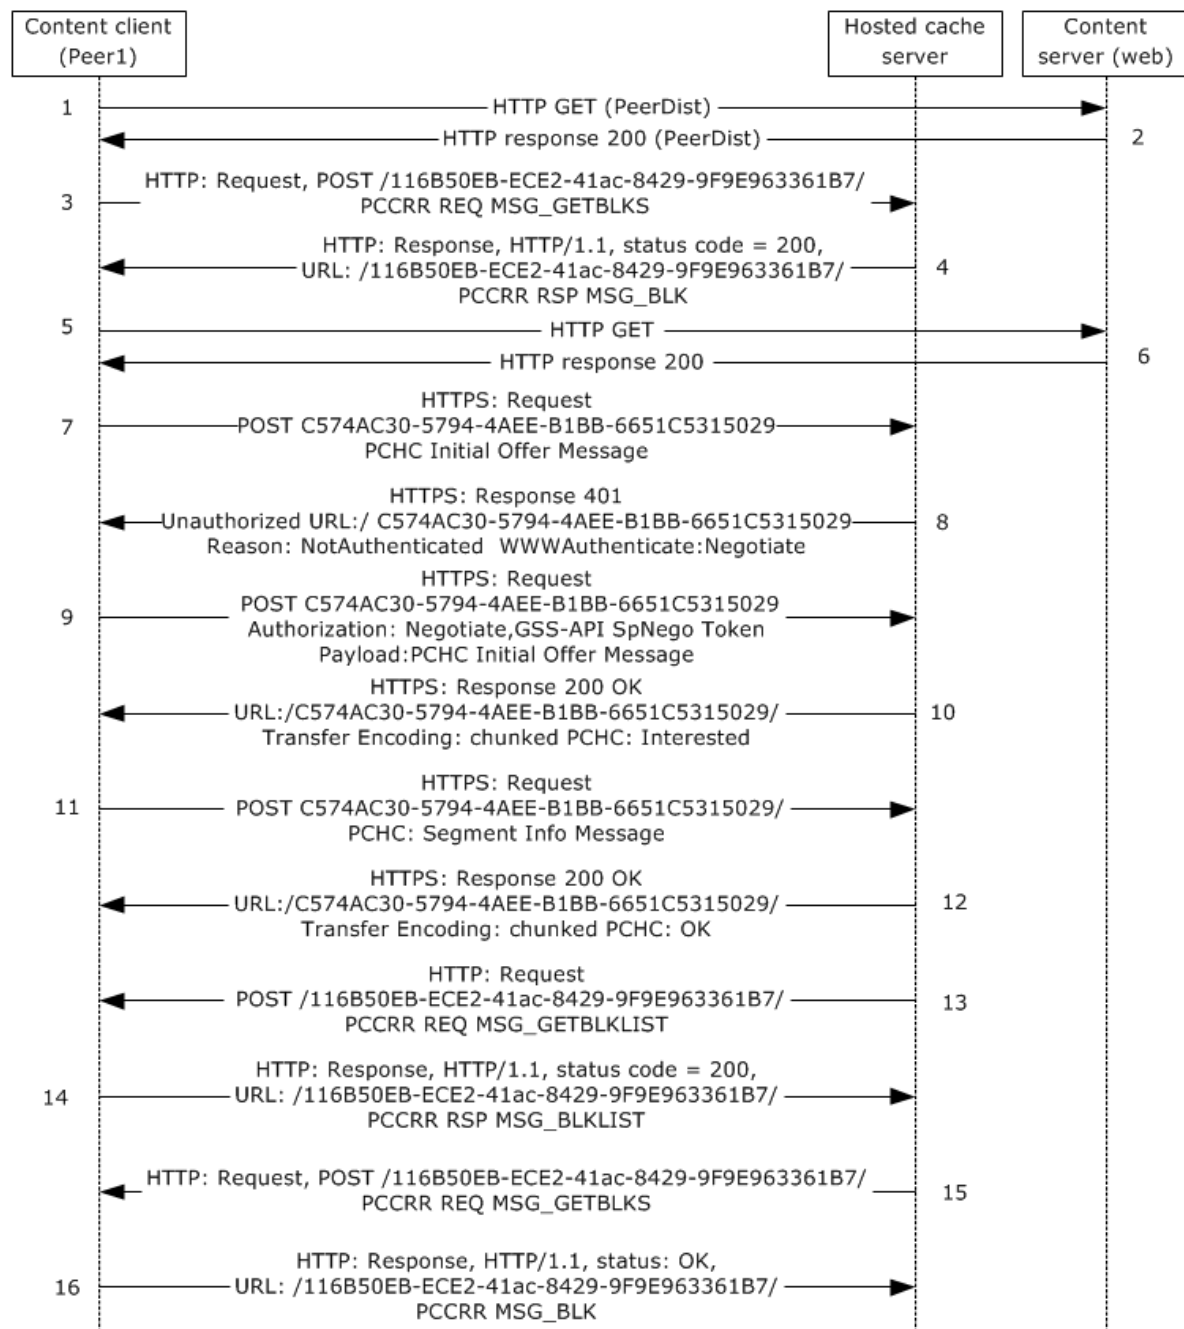 Content client
(Peer1)
Hosted cache
server
Content
server (web)
1
HTTP GET (PeerDist)
HTTP response 200 (PeerDist)
2
HTTP: Request, POST /116B50EB-ECE2-41ac-8429-9F9E963361B7/
3
PCCRR REQ MSG_GETBLKS
HTTP: Response, HTTP/1.1, status code = 200,
URL: /116B50EB-ECE2-41ac-8429-9F9E963361B7/
4
PCCRR RSP MSG_BLK
5
HTTP GET
HTTP response 200
6
HTTPS: Request
7
POST C574AC30-5794-4AEE-B1BB-6651C5315029
PCHC Initial Offer Message
HTTPS: Response 401
Unauthorized URL:/ C574AC30-5794-4AEE-B1BB-6651C5315029
8
Reason: NotAuthenticated WWWAuthenticate:Negotiate
HTTPS: Request
POST C574AC30-5794-4AEE-B1BB-6651C5315029
9
Authorization: Negotiate,GSS-API SpNego Token
Payload:PCHC Initial Offer Message
HTTPS: Response 200 OK
URL:/C574AC30-5794-4AEE-B1BB-6651C5315029/
10
Transfer Encoding: chunked PCHC: Interested
HTTPS: Request
11
POST C574AC30-5794-4AEE-B1BB-6651C5315029/
PCHC: Segment Info Message
HTTPS: Response 200 OK
URL:/C574AC30-5794-4AEE-B1BB-6651C5315029/
12
Transfer Encoding: chunked PCHC: OK
HTTP: Request
POST /116B50EB-ECE2-41ac-8429-9F9E963361B7/
13
PCCRR REQ MSG_GETBLKLIST
HTTP: Response, HTTP/1.1, status code = 200,
14
URL: /116B50EB-ECE2-41ac-8429-9F9E963361B7/
PCCRR RSP MSG_BLKLIST
HTTP: Request, POST /116B50EB-ECE2-41ac-8429-9F9E963361B7/
15
PCCRR REQ MSG_GETBLKS
HTTP: Response, HTTP/1.1, status: OK,
16
URL: /116B50EB-ECE2-41ac-8429-9F9E963361B7/
PCCRR MSG_BLK